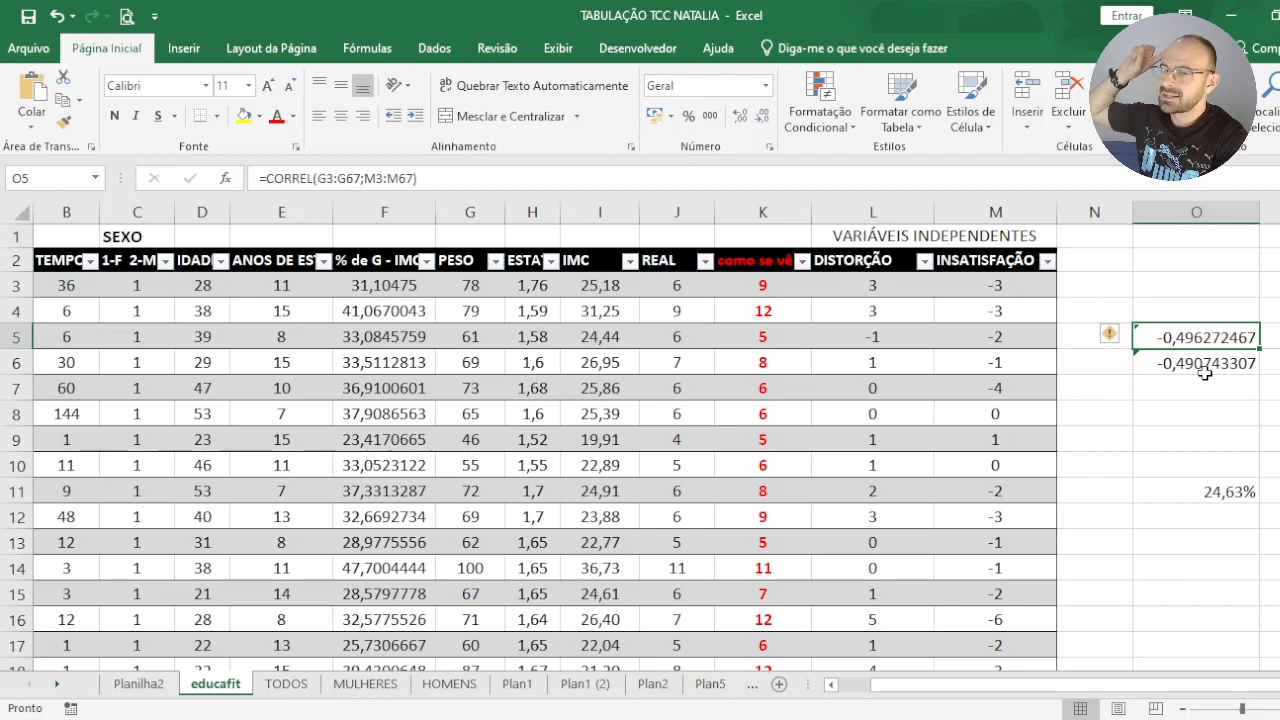 TABULAÇÃO TCC NATALIA - Excel
Entrar
Arquivo Página Inicial Inserir Layout da Página Fórmulas Dados Revisão Exibir Desenvolvedor Ajuda Diga-me o que você deseja fazer
Calibri 11 Quebrar Texto Automaticamente Geral
Colar N I S Mesclar e Centralizar % 000 Formatação Condicional Formatar como Tabela Estilos de Célula Inserir Excluir
Área de Trans... Fonte Alinhamento Número Estilos Células
O5 fx =CORREL(G3:G67;M3:M67)
B C D E F G H I J K L M N O
1 SEXO VARIÁVEIS INDEPENDENTES
2 TEMPO 1-F 2-M ANOS DE ES % de G - IMC PESO ESTA IMC REAL como se vê DISTORÇÃO INSATISFAÇÃO
3 36 1 28 11 31,10475 78 1,76 25,18 6 9 3 -3
4 6 1 38 15 41,0670043 79 1,59 31,25 9 12 3 -3
5 6 1 39 8 33,0845759 61 1,58 24,44 6 5 -1 -2 -0,496272467
6 30 1 29 15 33,5112813 69 1,6 26,95 7 8 1 -1 -0,490743307
7 60 1 47 10 36,9100601 73 1,68 25,86 6 6 0 -4
8 144 1 53 7 37,9086563 65 1,6 25,39 6 6 0 0
9 1 1 23 15 23,4170665 46 1,52 19,91 4 5 1 1
10 11 1 46 11 33,0523122 55 1,55 22,89 5 6 1 0
11 9 1 53 7 37,3313287 72 1,7 24,91 6 8 2 -2 24,63%
12 48 1 40 13 32,6692734 69 1,7 23,88 6 9 3 -3
13 12 1 31 8 28,9775556 62 1,65 22,77 5 5 0 -1
14 3 1 38 11 47,7004444 100 1,65 36,73 11 11 0 -1
15 3 1 21 14 28,5797778 67 1,65 24,61 6 7 1 -2
16 12 1 28 8 32,5775526 71 1,64 26,40 7 12 5 -6
17 1 1 22 13 25,7306667 60 1,65 22,04 5 6 1 -2
Planilha2 educafit TODOS MULHERES HOMENS Plan1 Plan1 (2) Plan2 Plan5 ...
Pronto